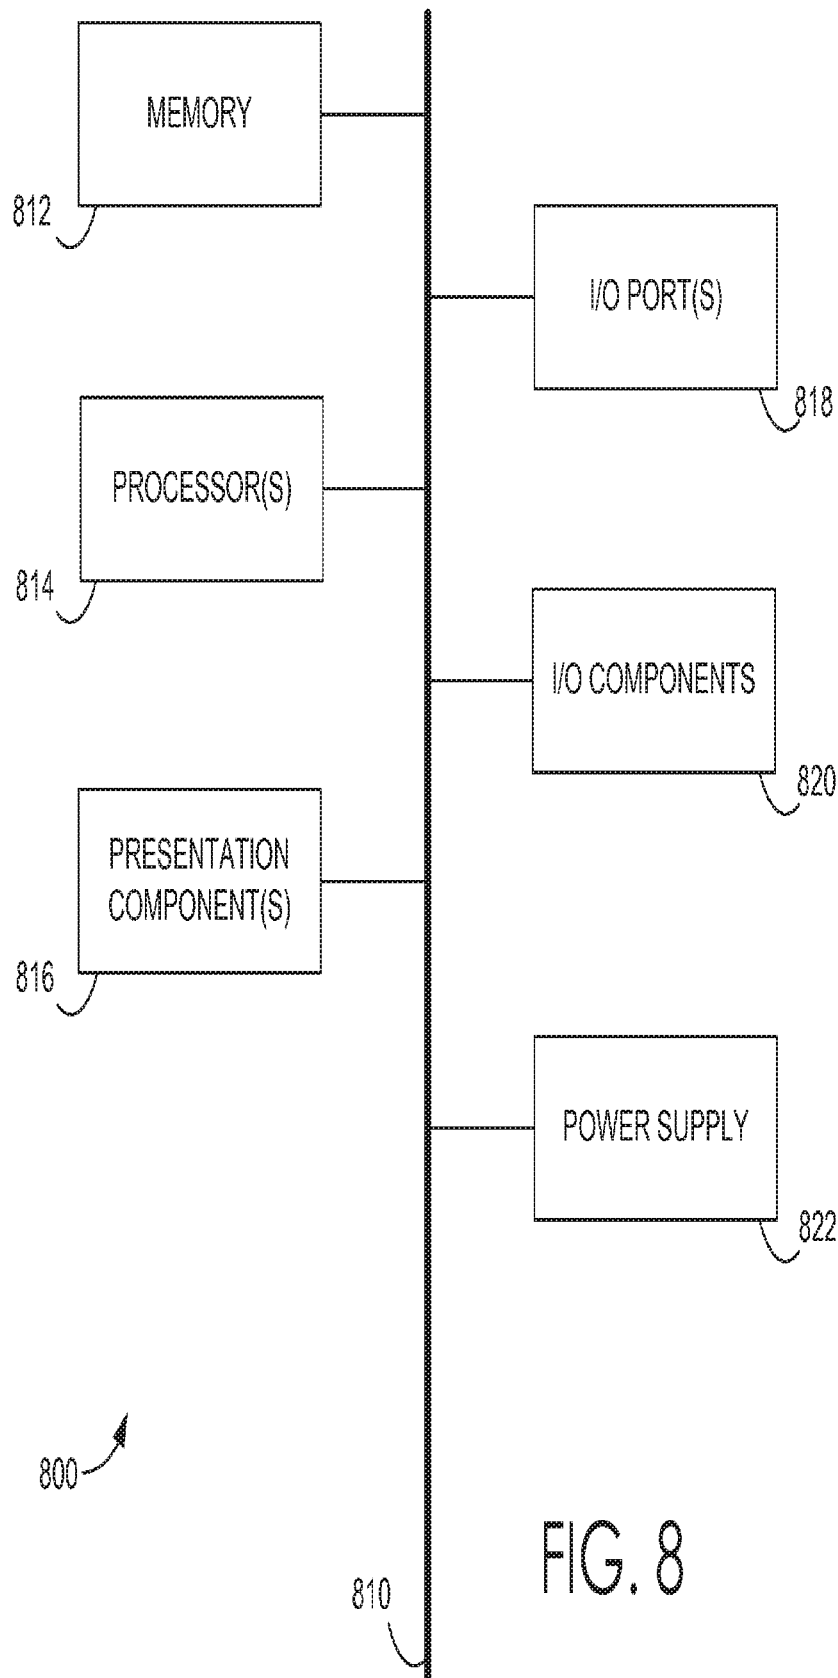 MEMORY
812
I/O PORT(S)
818
PROCESSOR(S)
814
I/O COMPONENTS
820
PRESENTATION
COMPONENT(S)
816
POWER SUPPLY
822
800
FIG. 8
810